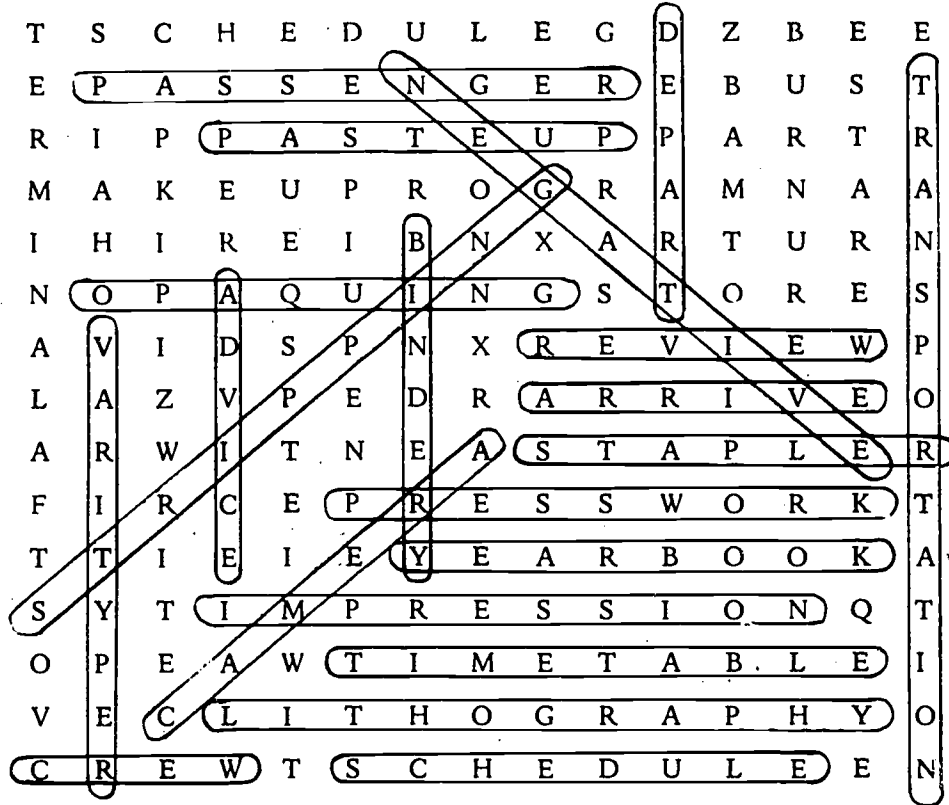 T S C H E D U L E G D Z B E E
E P A S S E N G E R E B U S T
R I P P A S T E U P P A R T R
M A K E U P R O G R A M N A A
I H I R E I B N X A R T U R N
N O P A Q U I N G S T O R E S
A V I D S P N X R E V I E W P
L A Z V P E D R A R R I V E O
A R W I T N E A S T A P L E R
F I R C E P R E S S W O R K T
T T I E I E Y E A R B O O K A
S Y T I M P R E S S I O N Q T
O P E A W T I M E T A B L E I
V E C L I T H O G R A P H Y O
C R E W T S C H E D U L E E N